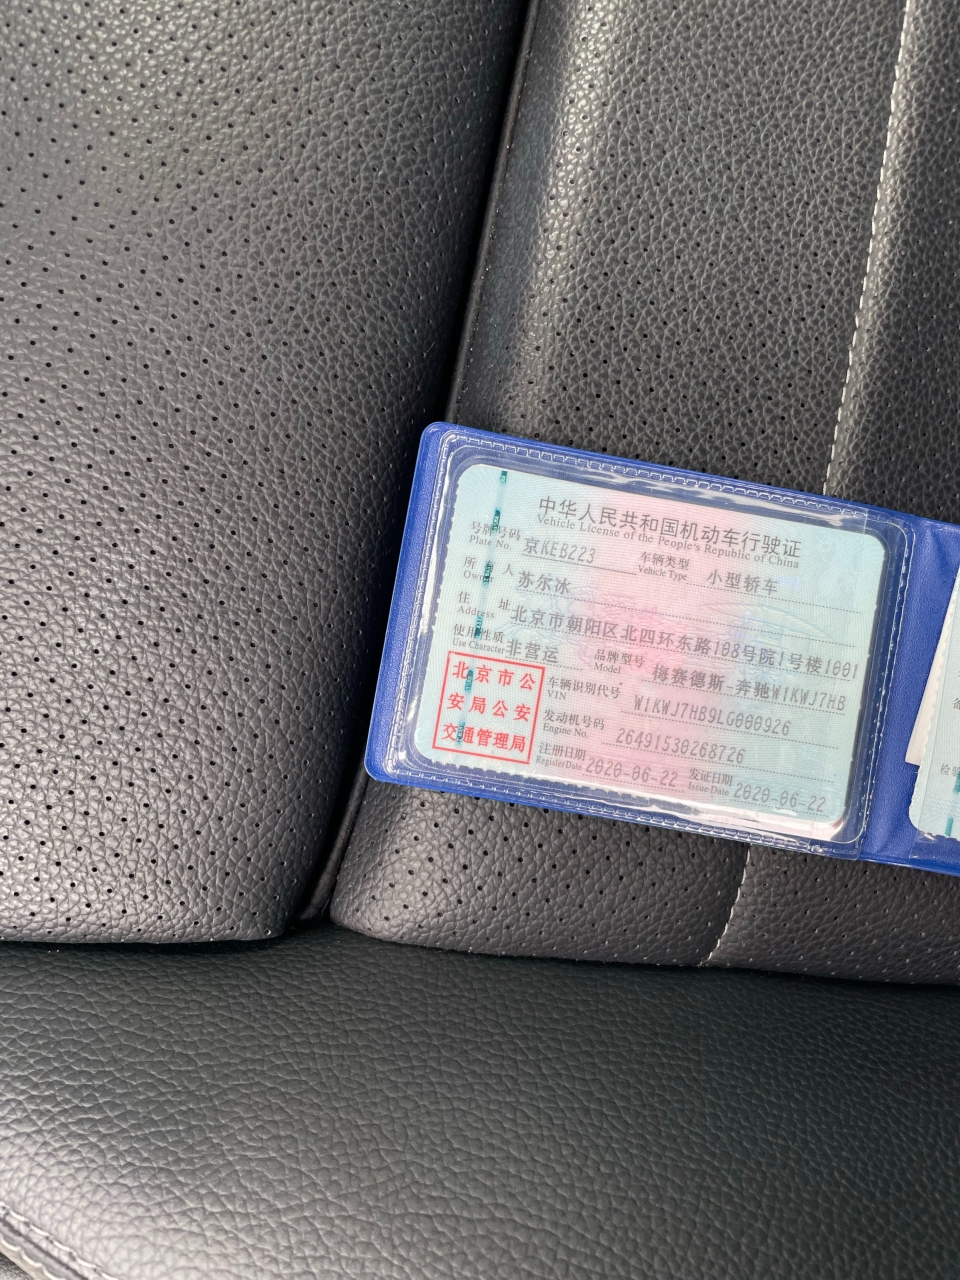 中华人民共和国机动车行驶证
Vehicle License of the People's Republic of China
号牌号码 京KEB223 车辆类型 小型轿车
Plate No. Vehicle Type
所有人 苏尔冰
Owner
住址 北京市朝阳区北四环东路108号院1号楼1001
Address
使用性质 非营运 品牌型号 梅赛德斯-奔驰W1KWJ7HB
Use Character Model
北京市公
安局公安
交通管理局
车辆识别代号 W1KWJ7HB9LG000926
VIN
发动机号码 26491530268726
Engine No.
注册日期 2020-06-22 发证日期 2020-06-22
Register Date Issue Date
检验